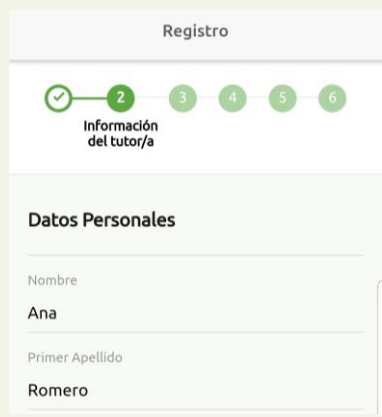 Registro
2 3 4 5 6
Información
del tutor/a
Datos Personales
Nombre
Ana
Primer Apellido
Romero